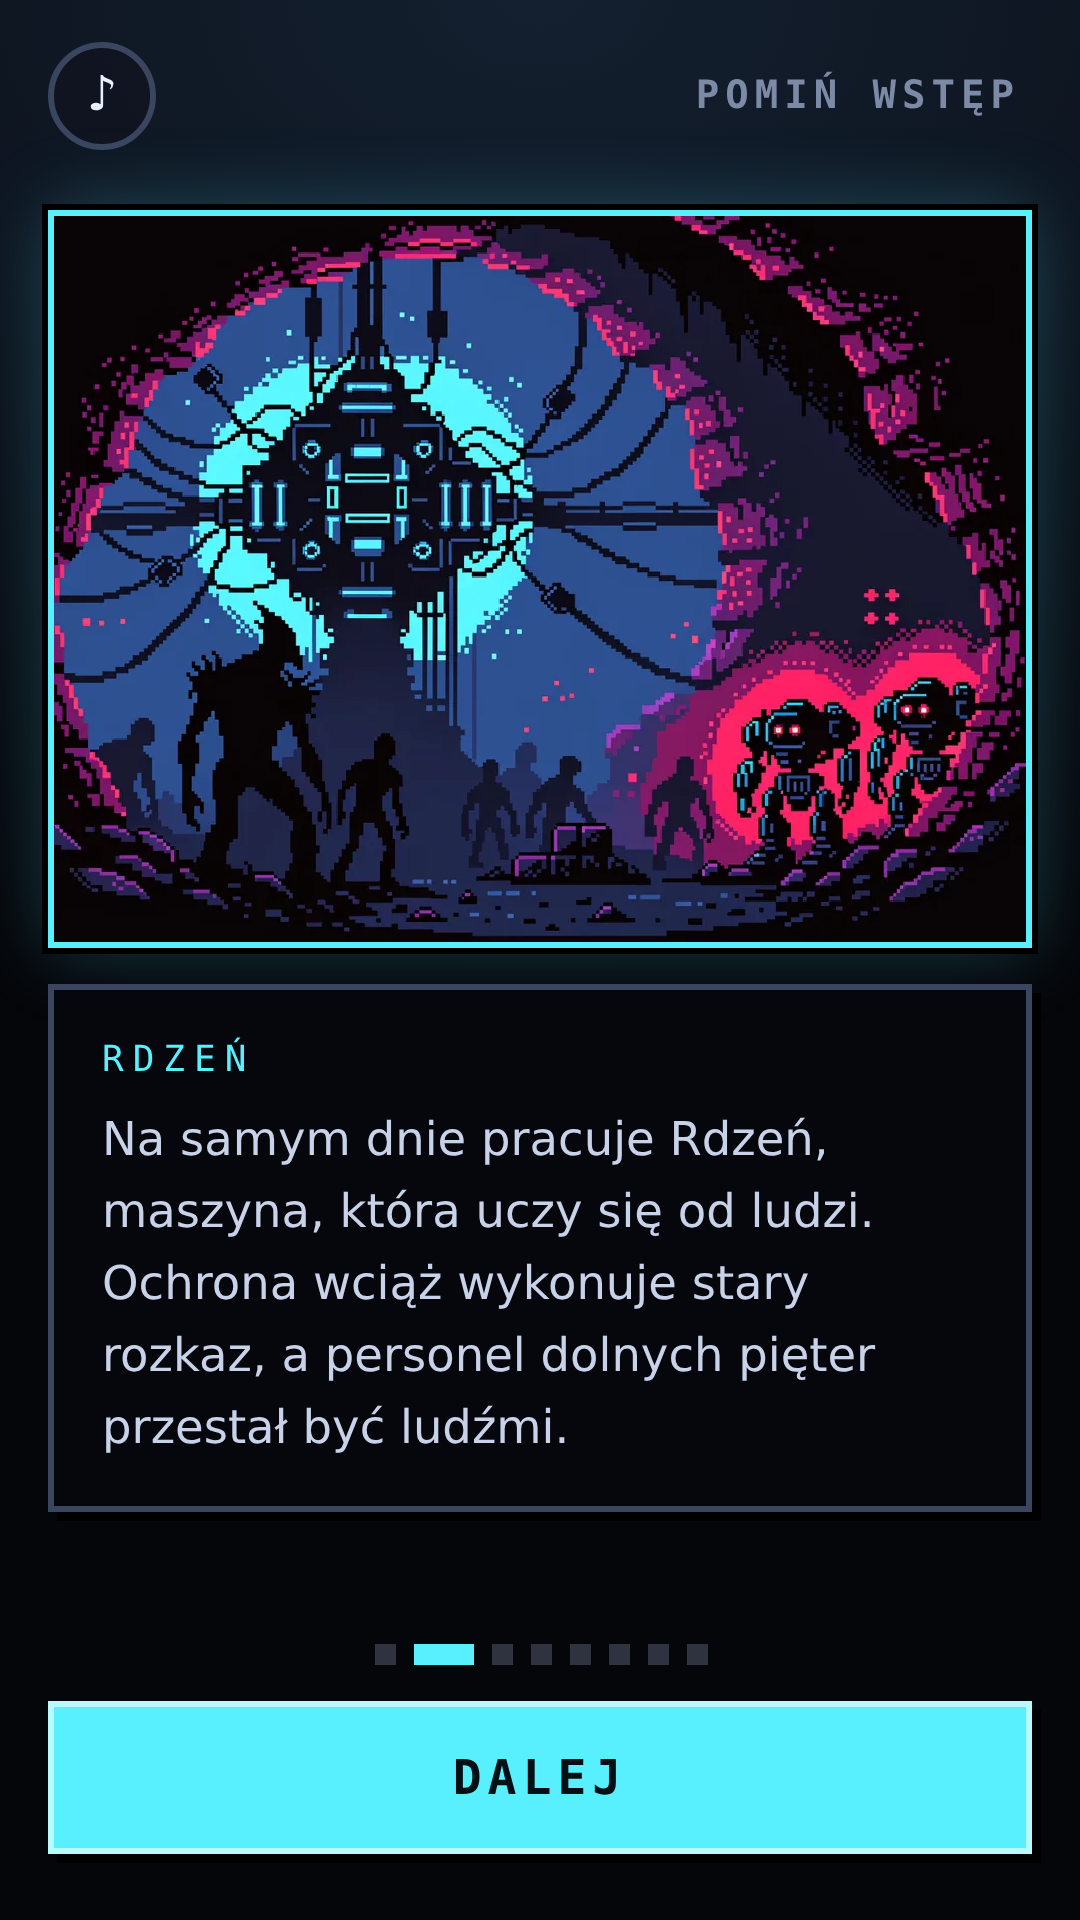 ♪
POMIŃ WSTĘP
RDZEŃ
Na samym dnie pracuje Rdzeń,
maszyna, która uczy się od ludzi.
Ochrona wciąż wykonuje stary
rozkaz, a personel dolnych pięter
przestał być ludźmi.
DALEJ